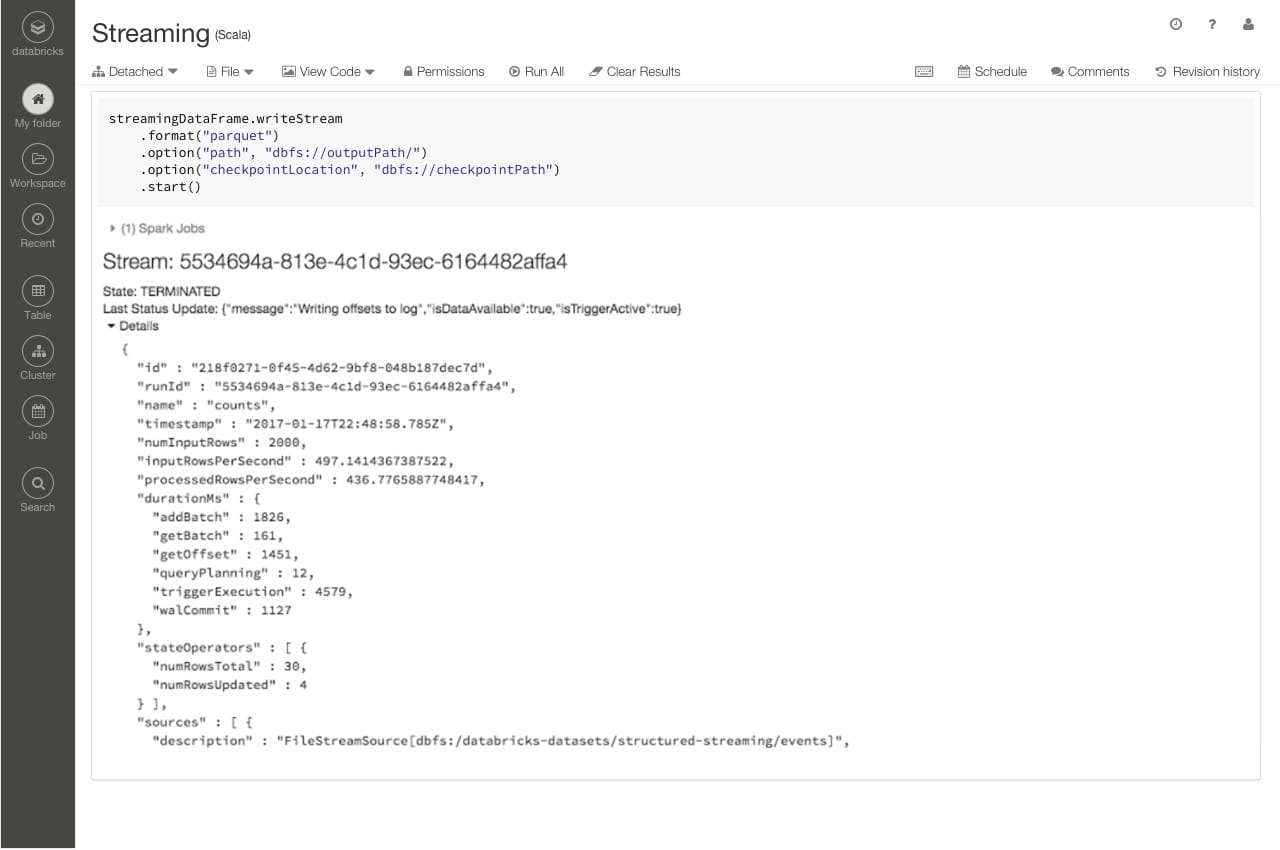 databricks
My folder
Workspace
Recent
Table
Cluster
Job
Search
Streaming (Scala)
?
Detached File View Code Permissions Run All Clear Results Schedule Comments Revision history
streamingDataFrame.writeStream
.format("parquet")
.option("path", "dbfs://outputPath/")
.option("checkpointLocation", "dbfs://checkpointPath")
.start()
(1) Spark Jobs
Stream: 5534694a-813e-4c1d-93ec-6164482affa4
State: TERMINATED
Last Status Update: {"message":"Writing offsets to log","isDataAvailable":true,"isTriggerActive":true}
Details
{
"id" : "218f0271-0f45-4d62-9bf8-048b187dec7d",
"runId" : "5534694a-813e-4c1d-93ec-6164482affa4",
"name" : "counts",
"timestamp" : "2017-01-17T22:48:58.785Z",
"numInputRows" : 2000,
"inputRowsPerSecond" : 497.1414367387522,
"processedRowsPerSecond" : 436.7765887748417,
"durationMs" : {
"addBatch" : 1826,
"getBatch" : 161,
"getOffset" : 1451,
"queryPlanning" : 12,
"triggerExecution" : 4579,
"walCommit" : 1127
},
"stateOperators" : [ {
"numRowsTotal" : 30,
"numRowsUpdated" : 4
} ],
"sources" : [ {
"description" : "FileStreamSource[dbfs:/databricks-datasets/structured-streaming/events]",